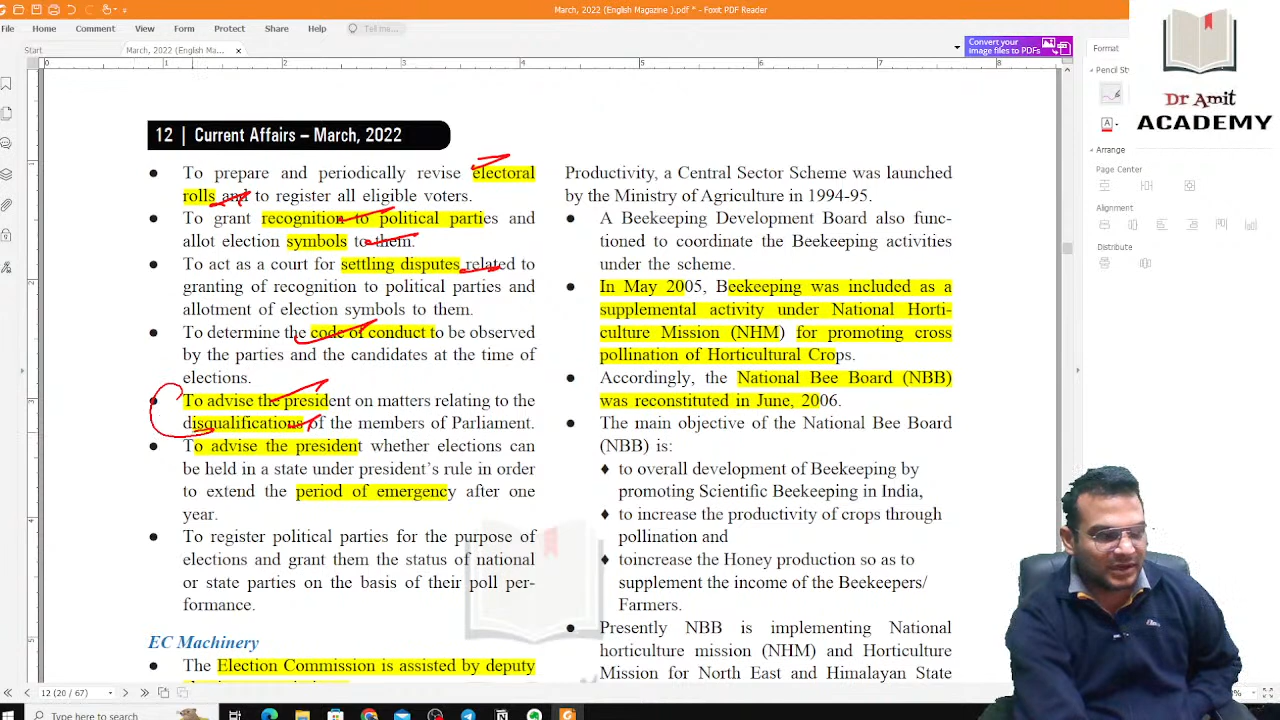 March, 2022 (English Magazine ).pdf * - Foxit PDF Reader
File Home Comment View Form Protect Share Help Tell me...
Start March, 2022 (English Ma...
Convert your
image files to PDFs
Format
Pencil Sty
Arrange
Page Center
Alignment
Distribute
Dr Amit
ACADEMY
12 | Current Affairs – March, 2022
To prepare and periodically revise electoral
rolls and to register all eligible voters.
To grant recognition to political parties and
allot election symbols to them.
To act as a court for settling disputes related to
granting of recognition to political parties and
allotment of election symbols to them.
To determine the code of conduct to be observed
by the parties and the candidates at the time of
elections.
To advise the president on matters relating to the
disqualifications of the members of Parliament.
To advise the president whether elections can
be held in a state under president's rule in order
to extend the period of emergency after one
year.
To register political parties for the purpose of
elections and grant them the status of national
or state parties on the basis of their poll per-
formance.
EC Machinery
The Election Commission is assisted by deputy
Productivity, a Central Sector Scheme was launched
by the Ministry of Agriculture in 1994-95.
A Beekeeping Development Board also func-
tioned to coordinate the Beekeeping activities
under the scheme.
In May 2005, Beekeeping was included as a
supplemental activity under National Horti-
culture Mission (NHM) for promoting cross
pollination of Horticultural Crops.
Accordingly, the National Bee Board (NBB)
was reconstituted in June, 2006.
The main objective of the National Bee Board
(NBB) is:
to overall development of Beekeeping by
promoting Scientific Beekeeping in India,
to increase the productivity of crops through
pollination and
toincrease the Honey production so as to
supplement the income of the Beekeepers/
Farmers.
Presently NBB is implementing National
horticulture mission (NHM) and Horticulture
Mission for North East and Himalayan State
12 (20 / 67)
Type here to search